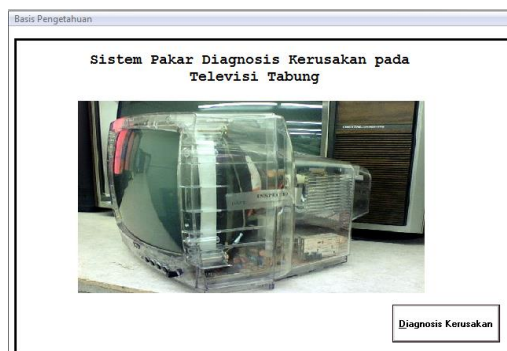 Basis Pengetahuan
Sistem Pakar Diagnosis Kerusakan pada
Televisi Tabung
Diagnosis Kerusakan